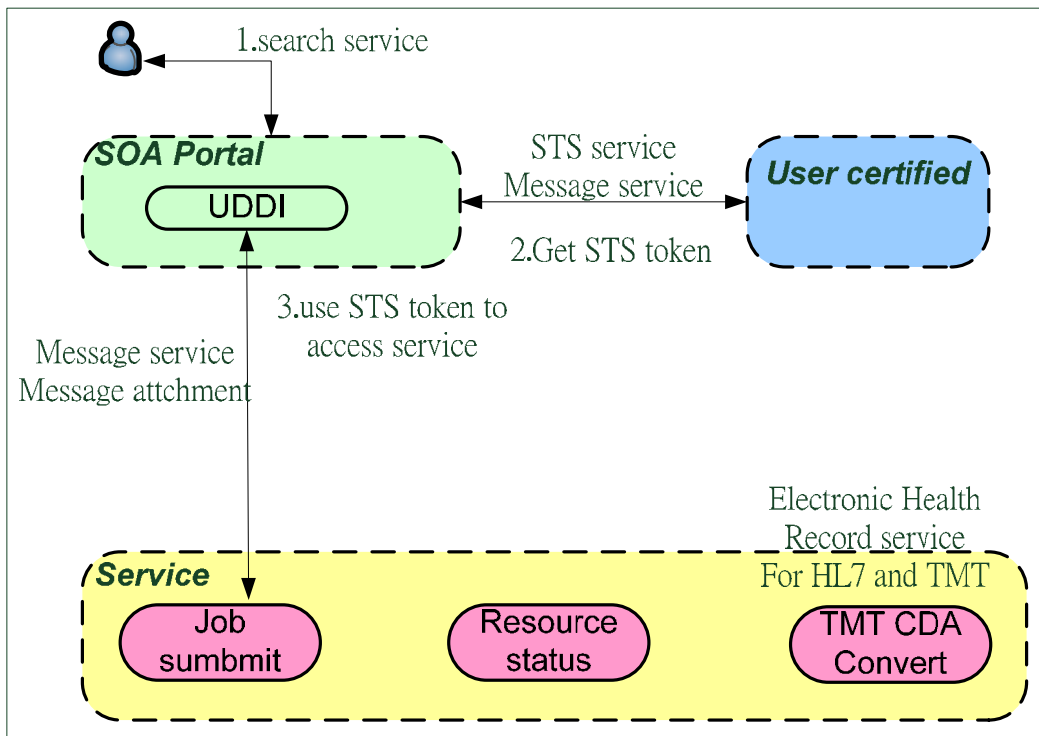 1.search service
SOA Portal
UDDI
STS service
Message service
2.Get STS token
User certified
3.use STS token to
access service
Message service
Message attchment
Electronic Health
Record service
For HL7 and TMT
Service
Job
sumbmit
Resource
status
TMT CDA
Convert